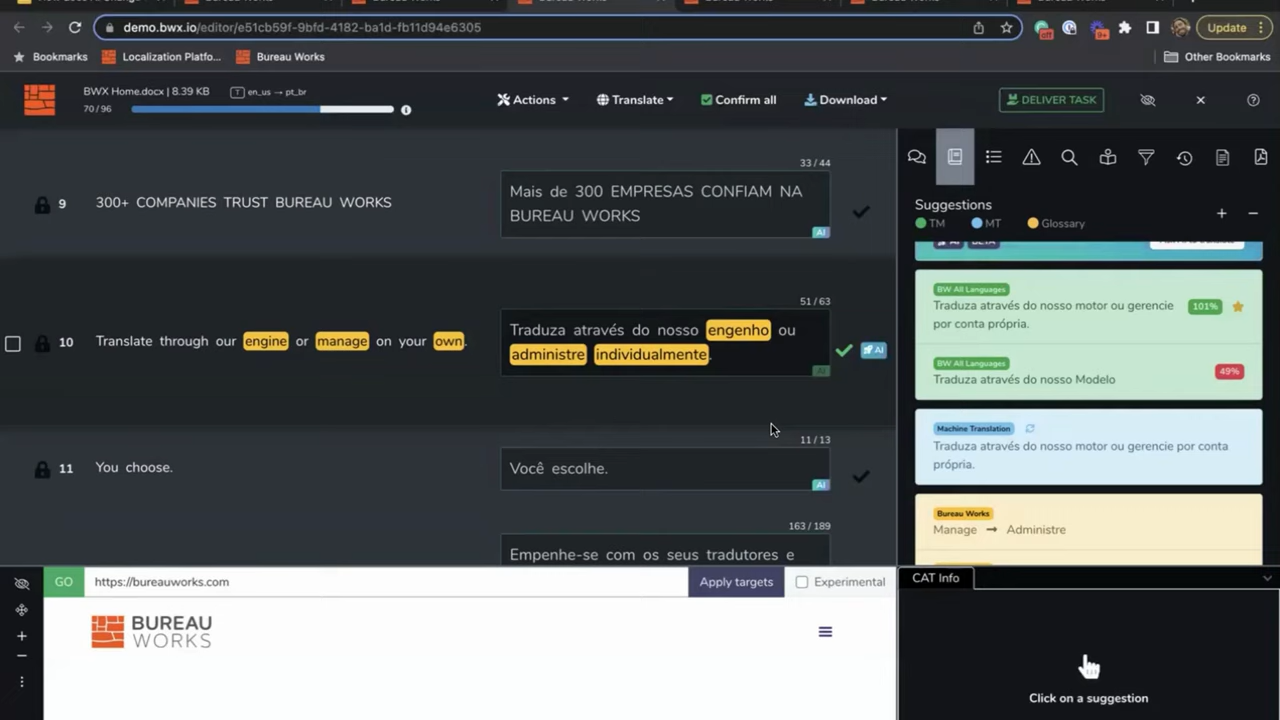 Bureau Works
demo.bwx.io/editor/e51cb59f-9bfd-4182-ba1d-fb11d94e6305
off
9+
Update
Bookmarks
Localization Platfo...
Bureau Works
Other Bookmarks
BWX Home.docx | 8.39 KB
T en_us → pt_br
70 / 96
Actions
Translate
Confirm all
Download
DELIVER TASK
33 / 44
9 300+ COMPANIES TRUST BUREAU WORKS
Mais de 300 EMPRESAS CONFIAM NA
BUREAU WORKS
AI
51 / 63
10 Translate through our engine or manage on your own.
Traduza através do nosso engenho ou
administre individualmente.
AI
AI
11 / 13
11 You choose.
Você escolhe.
AI
163 / 189
Empenhe-se com os seus tradutores e
Suggestions
TM
MT
Glossary
AI BETA
BW All Languages
Traduza através do nosso motor ou gerencie
por conta própria.
101%
BW All Languages
Traduza através do nosso Modelo
49%
Machine Translation
Traduza através do nosso motor ou gerencie por conta
própria.
Bureau Works
Manage → Administre
GO
https://bureauworks.com
Apply targets
Experimental
CAT Info
BUREAU
WORKS
Click on a suggestion